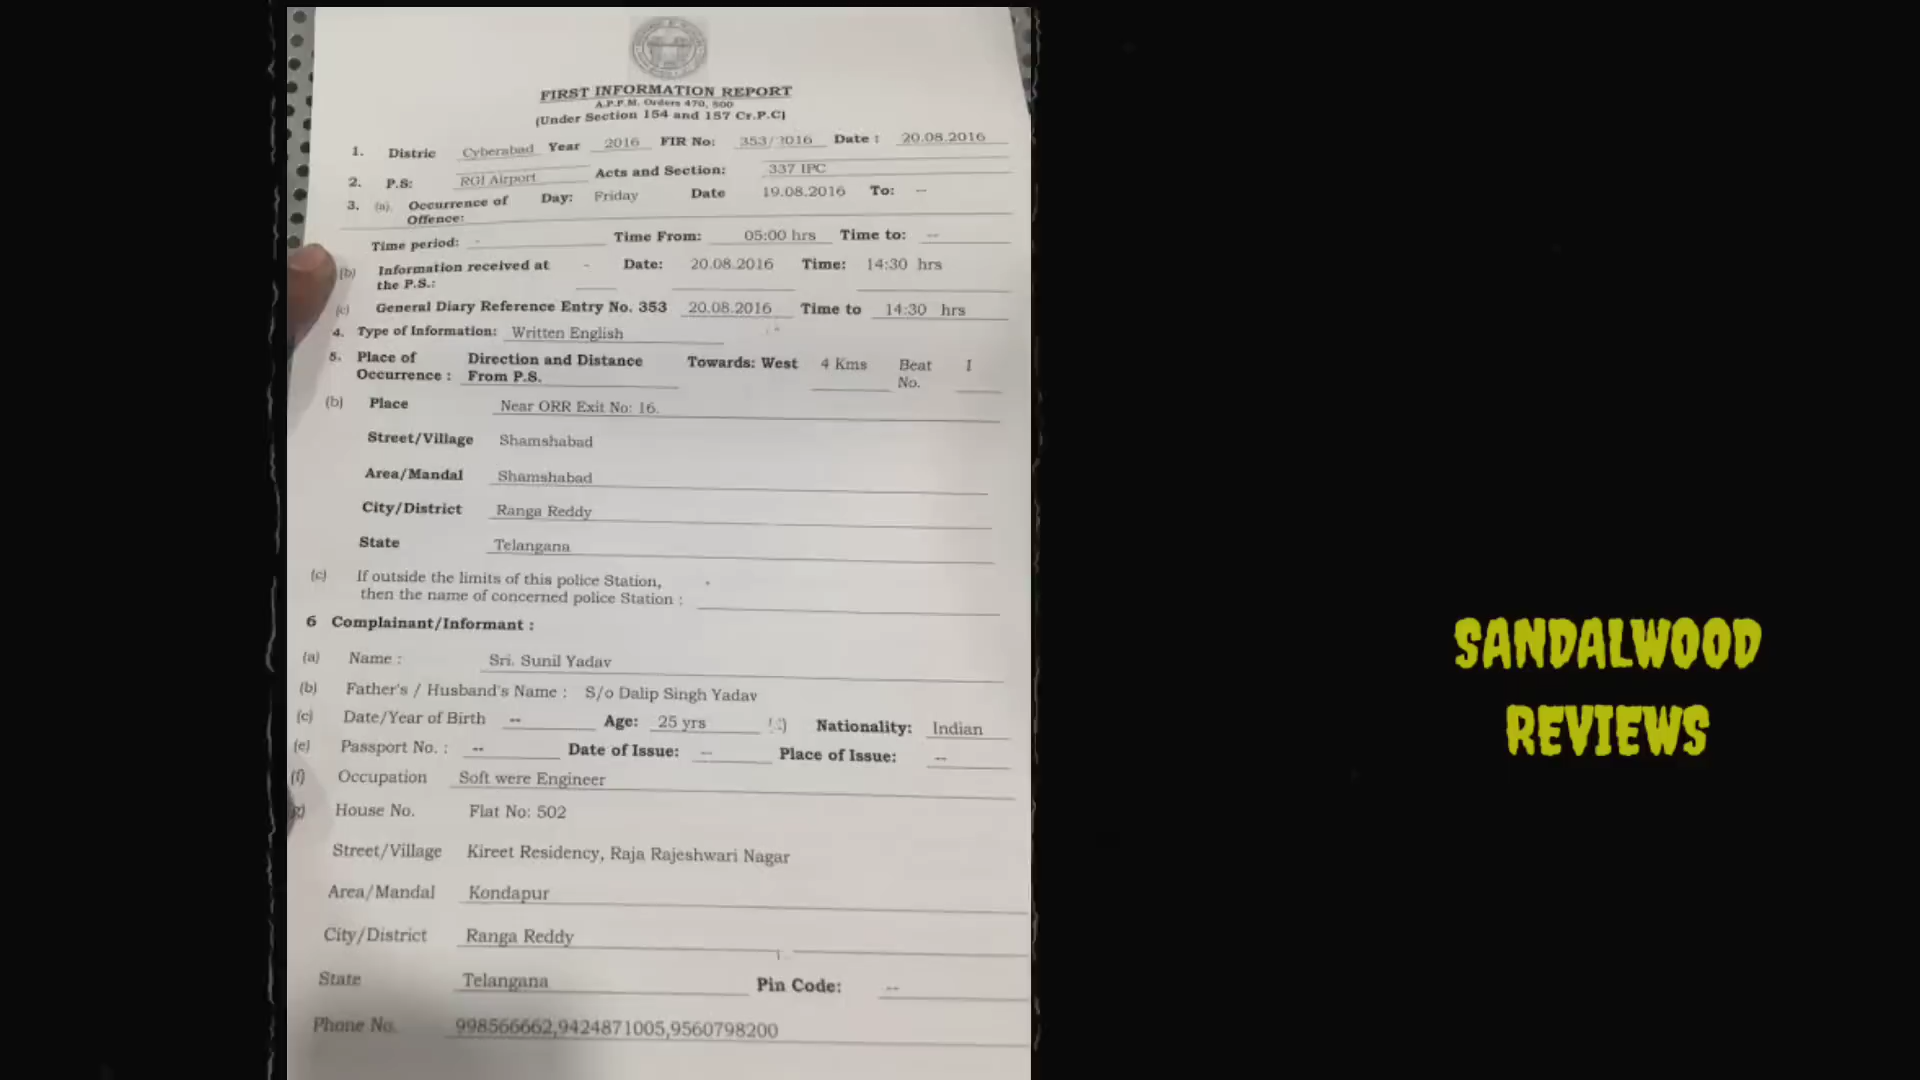 FIRST INFORMATION REPORT
A.P.P.M. Orders 470, 500
(Under Section 154 and 157 Cr.P.C)
1. Distric Cyberabad Year 2016 FIR No: 353/2016 Date : 20.08.2016
2. P.S: RGI Airport Acts and Section: 337 IPC
3. (a). Occurrence of Offence: Day: Friday Date 19.08.2016 To: --
Time period: - Time From: 05:00 hrs Time to: --
(b) Information received at the P.S.: - Date: 20.08.2016 Time: 14:30 hrs
(c) General Diary Reference Entry No. 353 20.08.2016 Time to 14:30 hrs
4. Type of Information: Written English
5. Place of Occurrence : Direction and Distance From P.S. Towards: West 4 Kms Beat No. I
(b) Place Near ORR Exit No: 16.
Street/Village Shamshabad
Area/Mandal Shamshabad
City/District Ranga Reddy
State Telangana
(c) If outside the limits of this police Station, -
then the name of concerned police Station :
6 Complainant/Informant :
(a) Name : Sri. Sunil Yadav
(b) Father's / Husband's Name : S/o Dalip Singh Yadav
(c) Date/Year of Birth -- Age: 25 yrs Nationality: Indian
(e) Passport No. : -- Date of Issue: -- Place of Issue: --
(f) Occupation Soft were Engineer
g) House No. Flat No: 502
Street/Village Kireet Residency, Raja Rajeshwari Nagar
Area/Mandal Kondapur
City/District Ranga Reddy
State Telangana Pin Code: --
Phone No. 998566662,9424871005,9560798200
SANDALWOOD
REVIEWS